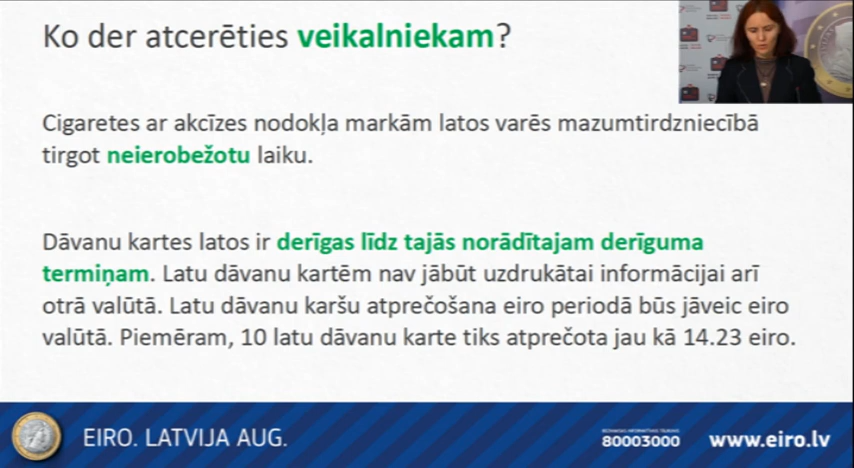 Ko der atcerēties veikalniekam?
Cigaretes ar akcīzes nodokļa markām latos varēs mazumtirdzniecībā
tirgot neierobežotu laiku.
Dāvanu kartes latos ir derīgas līdz tajās norādītajam derīguma
termiņam. Latu dāvanu kartēm nav jābūt uzdrukātai informācijai arī
otrā valūtā. Latu dāvanu karšu atprečošana eiro periodā būs jāveic eiro
valūtā. Piemēram, 10 latu dāvanu karte tiks atprečota jau kā 14.23 eiro.
EIRO. LATVIJA AUG.
BEZMAKSAS INFORMATĪVAIS TĀLRUNIS
80003000
www.eiro.lv